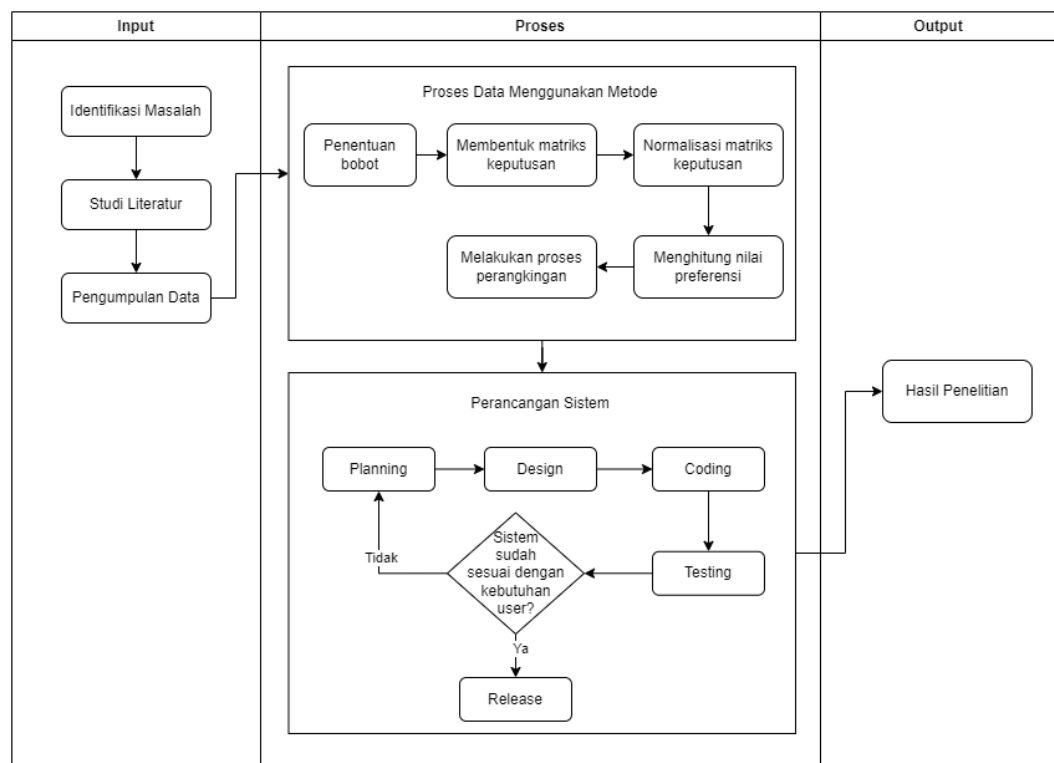 Input
Proses
Output
Identifikasi Masalah
Studi Literatur
Pengumpulan Data
Proses Data Menggunakan Metode
Penentuan
bobot
Membentuk matriks
keputusan
Normalisasi matriks
keputusan
Menghitung nilai
preferensi
Melakukan proses
perangkingan
Perancangan Sistem
Planning
Design
Coding
Testing
Sistem
sudah
sesuai dengan
kebutuhan
user?
Tidak
Ya
Release
Hasil Penelitian